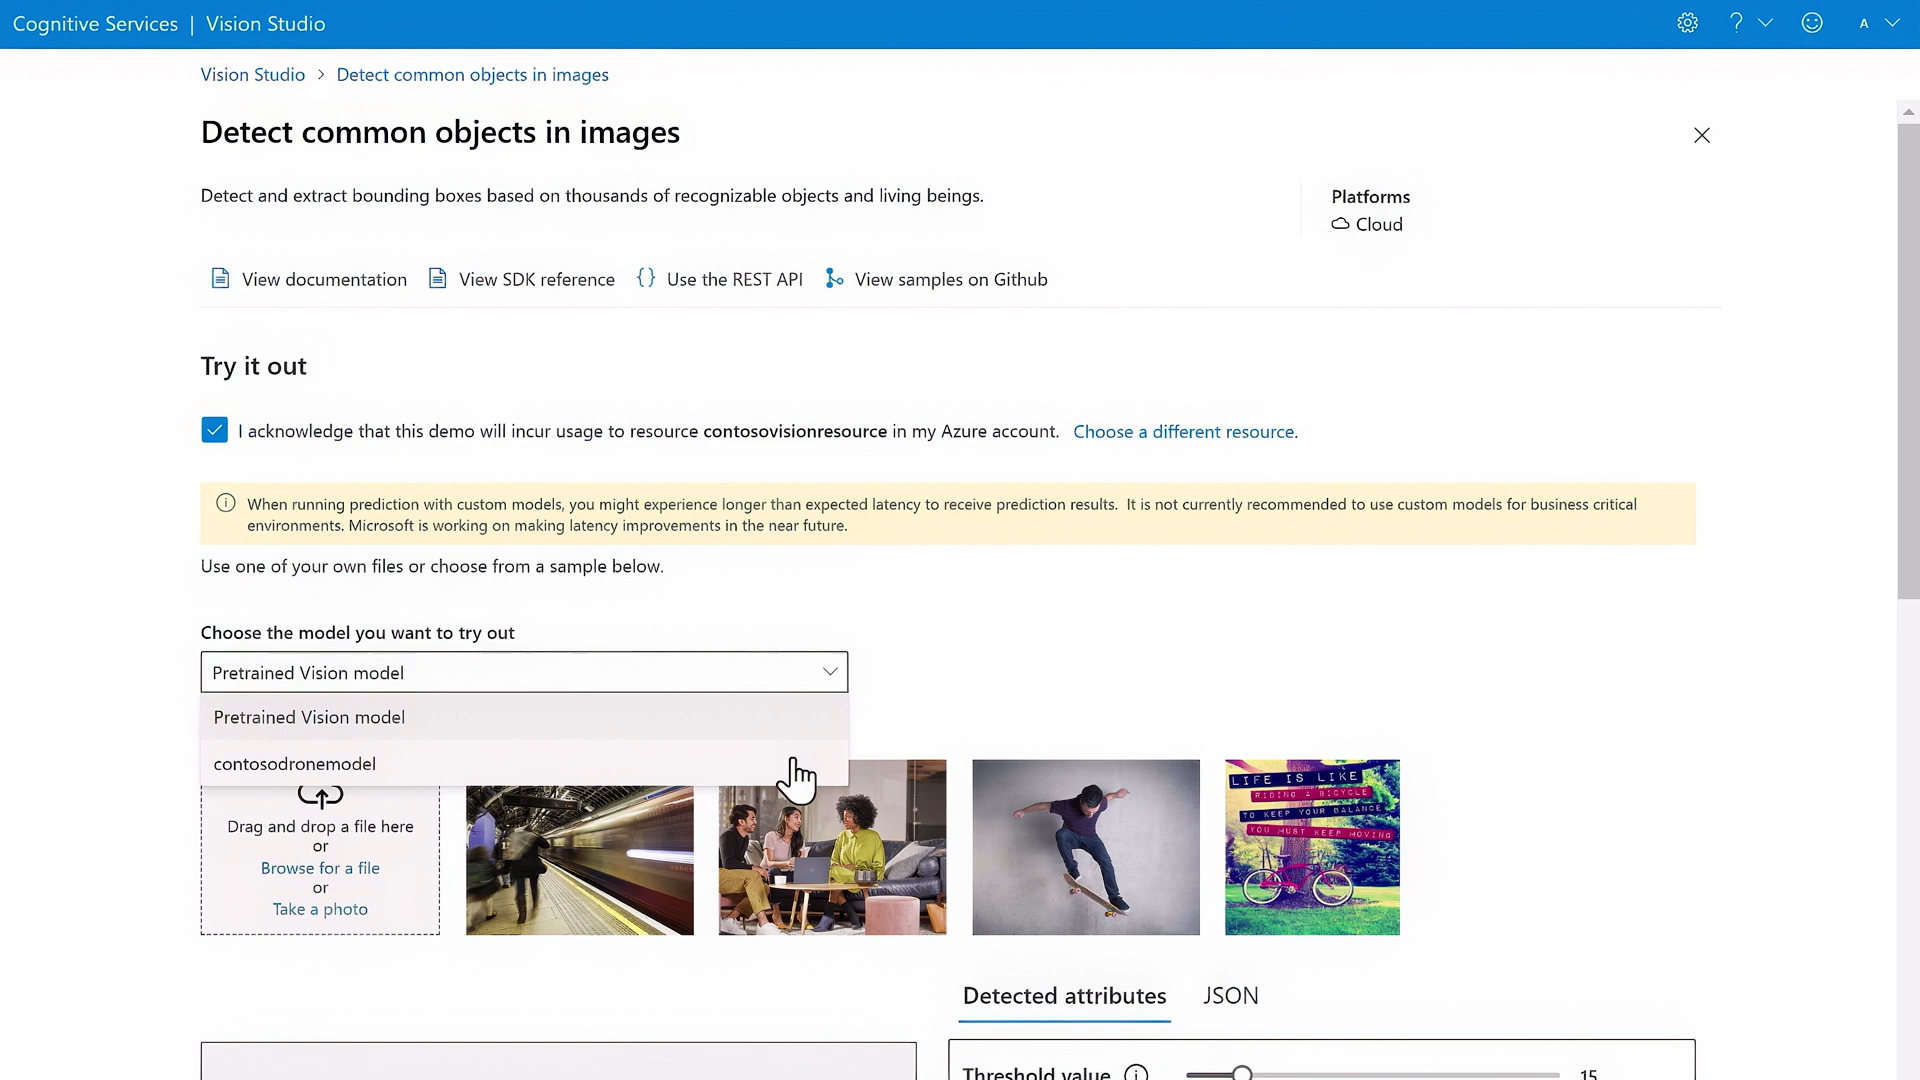 Cognitive Services | Vision Studio
A
Vision Studio > Detect common objects in images
Detect common objects in images
Detect and extract bounding boxes based on thousands of recognizable objects and living beings.
Platforms
Cloud
View documentation View SDK reference {} Use the REST API View samples on Github
Try it out
I acknowledge that this demo will incur usage to resource contosovisionresource in my Azure account. Choose a different resource.
When running prediction with custom models, you might experience longer than expected latency to receive prediction results. It is not currently recommended to use custom models for business critical
environments. Microsoft is working on making latency improvements in the near future.
Use one of your own files or choose from a sample below.
Choose the model you want to try out
Pretrained Vision model
Pretrained Vision model
contosodronemodel
Drag and drop a file here
or
Browse for a file
or
Take a photo
LIFE IS LIKE
RIDING A BICYCLE
TO KEEP YOUR BALANCE
YOU MUST KEEP MOVING
Detected attributes JSON
Threshold value 15